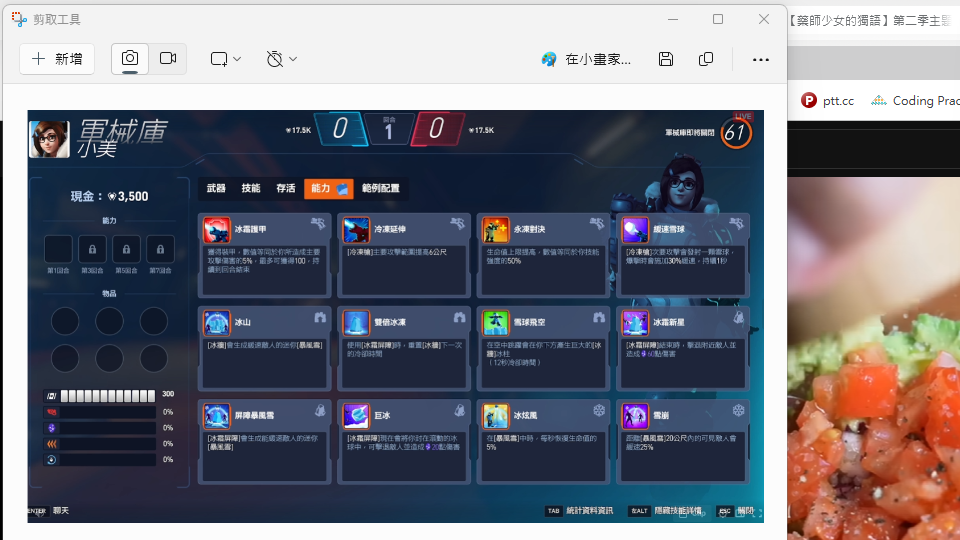 剪取工具
【藥師少女的獨語】第二季主題
新增
在小畫家...
ptt.cc
Coding Prac
軍械庫
小美
17.5K
0
回合
1
0
17.5K
軍械庫即將關閉
LIVE
61
現金：3,500
能力
第1回合
第3回合
第5回合
第7回合
物品
300
0%
0%
0%
0%
武器
技能
存活
能力
範例配置
冰霜護甲
獲得裝甲，數值等同於你所造成主要
攻擊傷害的5%，最多可獲得100，持
續到回合結束
冷凍延伸
[冷凍槍]主要攻擊範圍提高6公尺
永凍對決
生命值上限提高，數值等同於你技能
強度的50%
緩速雪球
[冷凍槍]次要攻擊會發射一顆雪球，
爆擊時會施加30%緩速，持續1秒
冰山
[冰牆]會生成緩速敵人的迷你[暴風雪]
雙倍冰凍
使用[冰霜屏障]時，重置[冰牆]下一次
的冷卻時間
雪球飛空
在空中跳躍會在你下方產生巨大的[冰
牆]冰柱
（12秒冷卻時間）
冰霜新星
[冰霜屏障]結束時，擊退附近敵人並
造成60點傷害
屏障暴風雪
[冰霜屏障]會生成能緩速敵人的迷你
[暴風雪]
巨冰
[冰霜屏障]現在會將你封在滾動的冰
球中，可擊退敵人並造成20點傷害
冰炫風
在[暴風雪]中時，每秒恢復生命值的
5%
雪崩
距離[暴風雪]20公尺內的可見敵人會
緩速25%
ENTER 聊天
TAB 統計資料資訊
左ALT 隱藏技能詳情
ESC 關閉